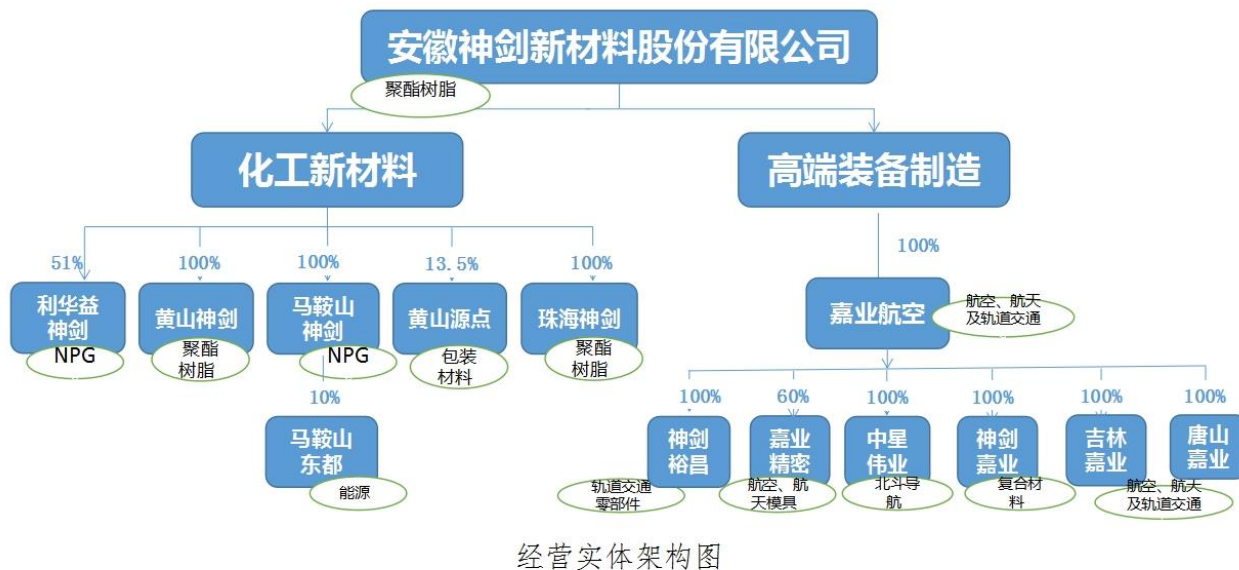 安徽神剑新材料股份有限公司
聚酯树脂
化工新材料
高端装备制造
100%
51%
100%
100%
13.5%
100%
利华益
神剑
NPG
黄山神剑
聚酯
树脂
马鞍山
神剑
NPG
黄山源点
包装
材料
珠海神剑
聚酯
树脂
嘉业航空
航空、航天
及轨道交通
10%
马鞍山
东都
能源
100%
60%
100%
100%
100%
100%
神剑
裕昌
轨道交通
零部件
嘉业
精密
航空、航
天模具
中星
伟业
北斗导
航
神剑
嘉业
复合材
料
吉林
嘉业
唐山
嘉业
航空、航天
及轨道交通
经营实体架构图